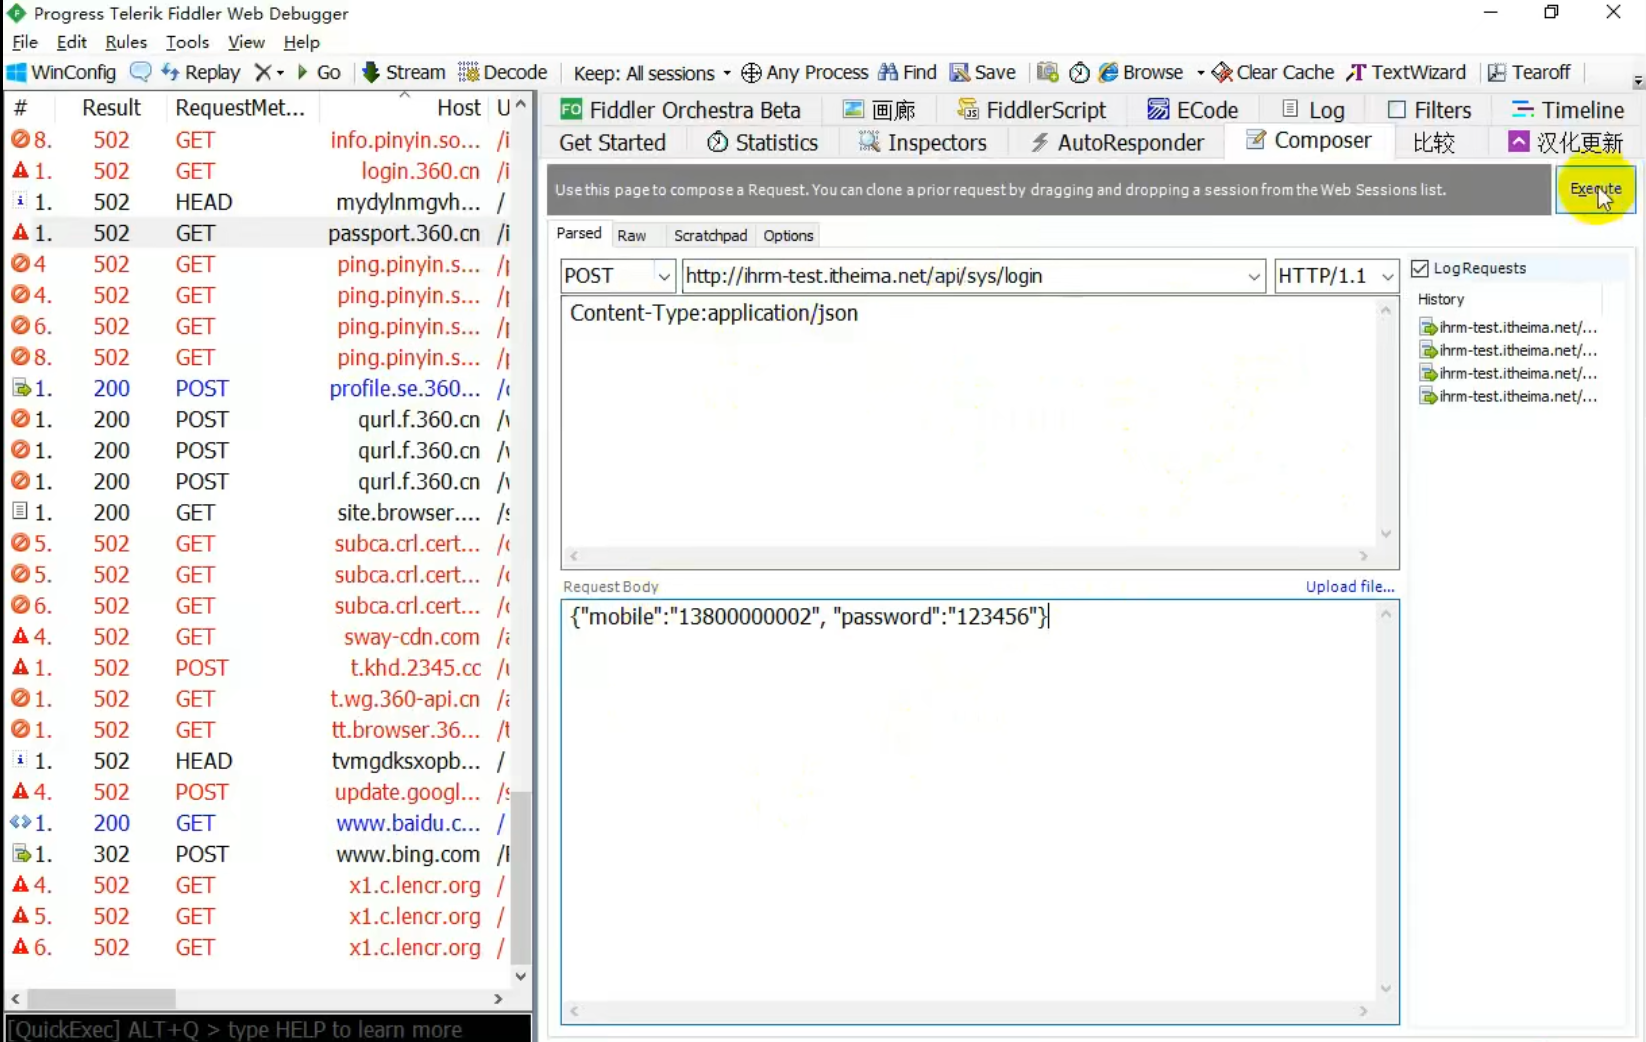 Progress Telerik Fiddler Web Debugger
File Edit Rules Tools View Help
WinConfig Replay Go Stream Decode Keep: All sessions Any Process Find Save Browse Clear Cache TextWizard Tearoff
# Result RequestMet... Host U
8. 502 GET info.pinyin.so... /i
1. 502 GET login.360.cn /i
1. 502 HEAD mydylnmgvh... /
1. 502 GET passport.360.cn /i
4 502 GET ping.pinyin.s... /p
4. 502 GET ping.pinyin.s... /p
6. 502 GET ping.pinyin.s... /p
8. 502 GET ping.pinyin.s... /p
1. 200 POST profile.se.360... /c
1. 200 POST qurl.f.360.cn /v
1. 200 POST qurl.f.360.cn /v
1. 200 POST qurl.f.360.cn /v
1. 200 GET site.browser.... /s
5. 502 GET subca.crl.cert... /c
5. 502 GET subca.crl.cert... /c
6. 502 GET subca.crl.cert... /c
4. 502 GET sway-cdn.com /a
1. 502 POST t.khd.2345.cc /u
1. 502 GET t.wg.360-api.cn /a
1. 502 GET tt.browser.36... /t
1. 502 HEAD tvmgdksxopb... /
4. 502 POST update.googl... /s
1. 200 GET www.baidu.c... /
1. 302 POST www.bing.com /F
4. 502 GET x1.c.lencr.org /
5. 502 GET x1.c.lencr.org /
6. 502 GET x1.c.lencr.org /
[QuickExec] ALT+Q > type HELP to learn more
FO Fiddler Orchestra Beta 画廊 FiddlerScript ECode Log Filters Timeline
Get Started Statistics Inspectors AutoResponder Composer 比较 汉化更新
Use this page to compose a Request. You can clone a prior request by dragging and dropping a session from the Web Sessions list.
Execute
Parsed Raw Scratchpad Options
POST http://ihrm-test.itheima.net/api/sys/login HTTP/1.1
Content-Type:application/json
Request Body Upload file...
{"mobile":"13800000002", "password":"123456"}
Log Requests
History
ihrm-test.itheima.net/...
ihrm-test.itheima.net/...
ihrm-test.itheima.net/...
ihrm-test.itheima.net/...